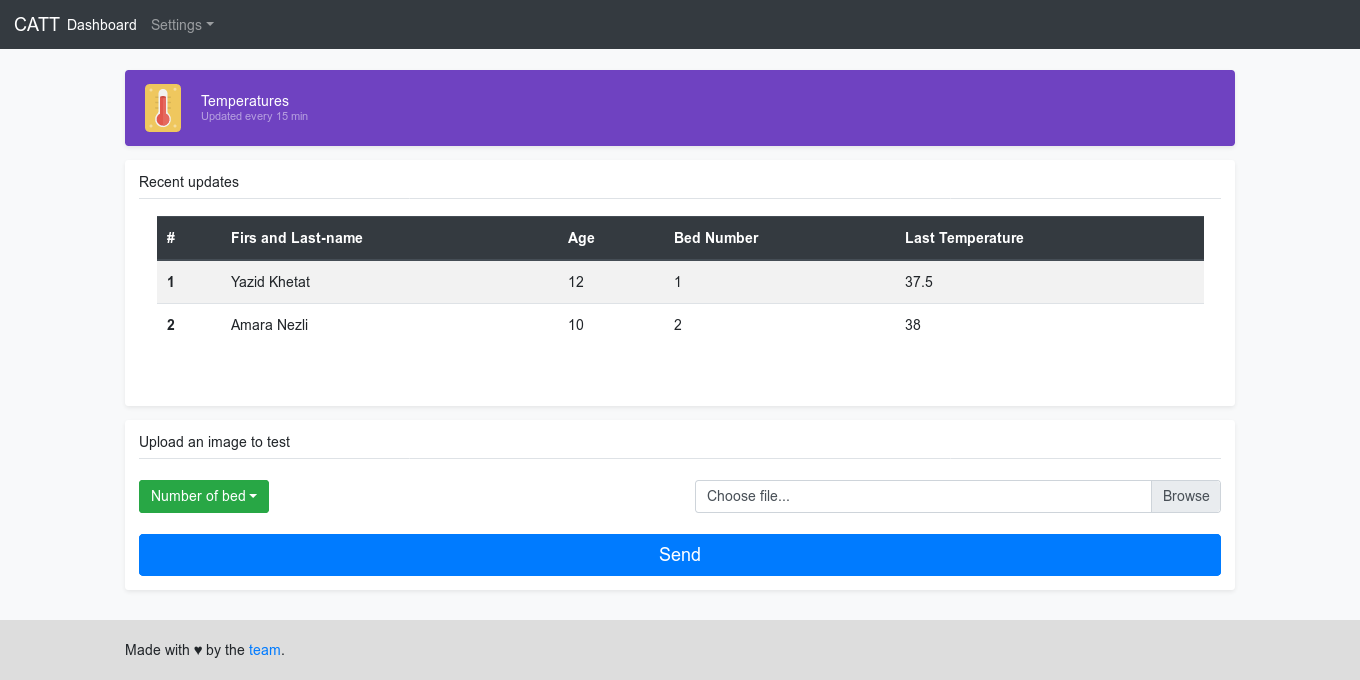 CATT Dashboard Settings
Temperatures
Updated every 15 min
Recent updates
# Firs and Last-name Age Bed Number Last Temperature
1 Yazid Khetat 12 1 37.5
2 Amara Nezli 10 2 38
Upload an image to test
Number of bed Choose file... Browse
Send
Made with ♥ by the team.